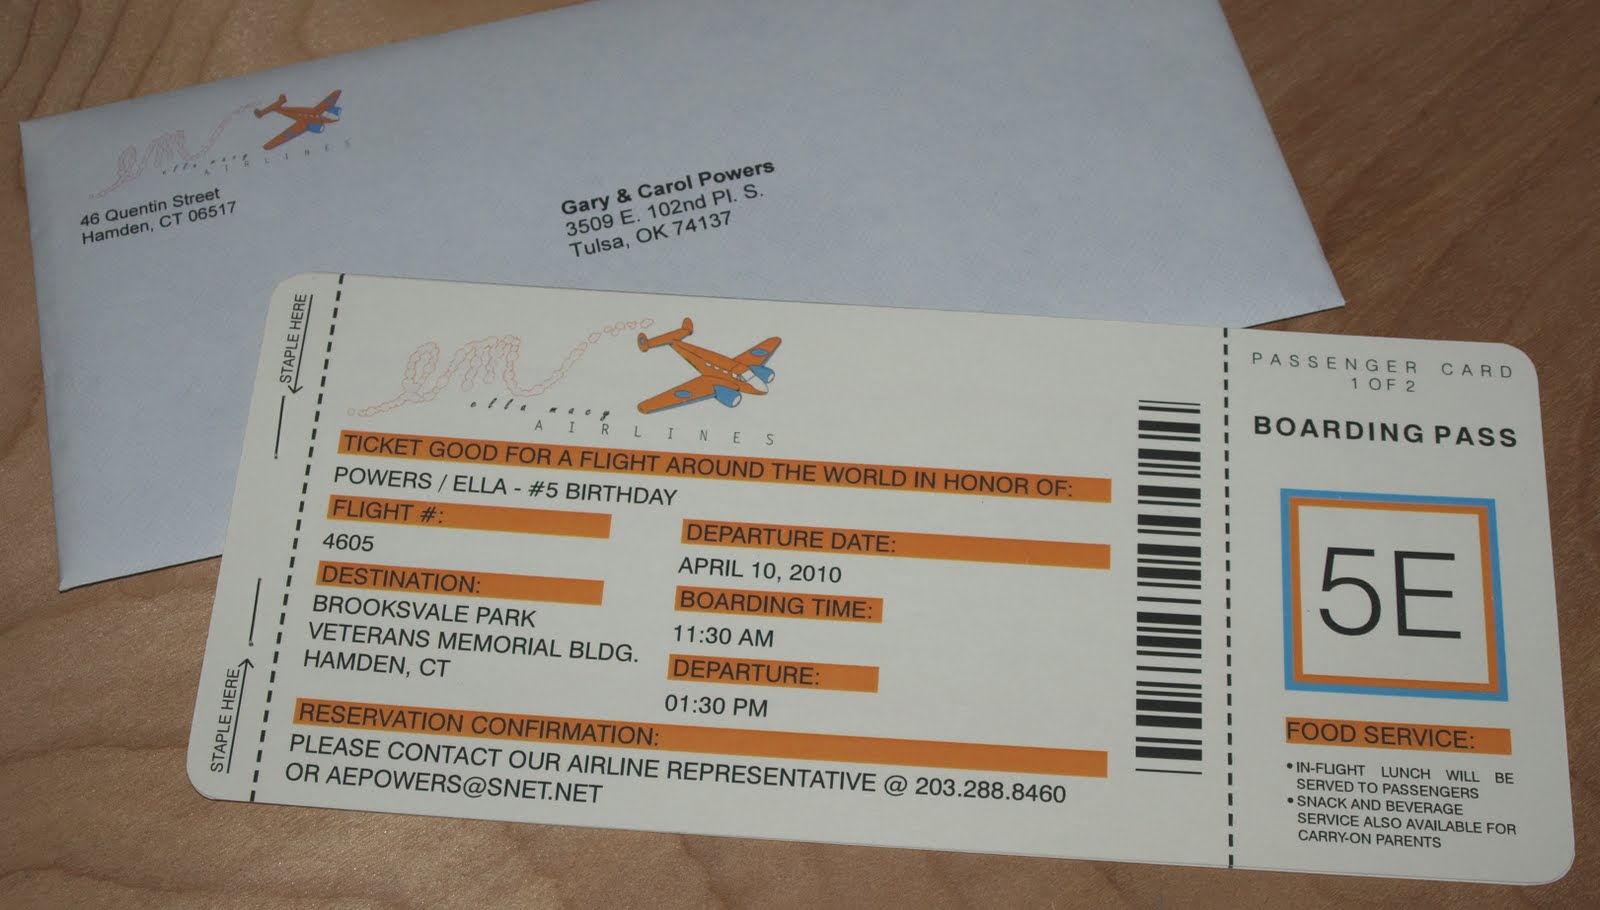 em
ella macy
AIRLINES
46 Quentin Street
Hamden, CT 06517
Gary & Carol Powers
3509 E. 102nd Pl. S.
Tulsa, OK 74137
STAPLE HERE
STAPLE HERE
em
ella macy
AIRLINES
TICKET GOOD FOR A FLIGHT AROUND THE WORLD IN HONOR OF:
POWERS / ELLA - #5 BIRTHDAY
FLIGHT #:
4605
DESTINATION:
BROOKSVALE PARK
VETERANS MEMORIAL BLDG.
HAMDEN, CT
DEPARTURE DATE:
APRIL 10, 2010
BOARDING TIME:
11:30 AM
DEPARTURE:
01:30 PM
RESERVATION CONFIRMATION:
PLEASE CONTACT OUR AIRLINE REPRESENTATIVE @ 203.288.8460
OR AEPOWERS@SNET.NET
PASSENGER CARD
1 OF 2
BOARDING PASS
5E
FOOD SERVICE:
• IN-FLIGHT LUNCH WILL BE
SERVED TO PASSENGERS
• SNACK AND BEVERAGE
SERVICE ALSO AVAILABLE FOR
CARRY-ON PARENTS